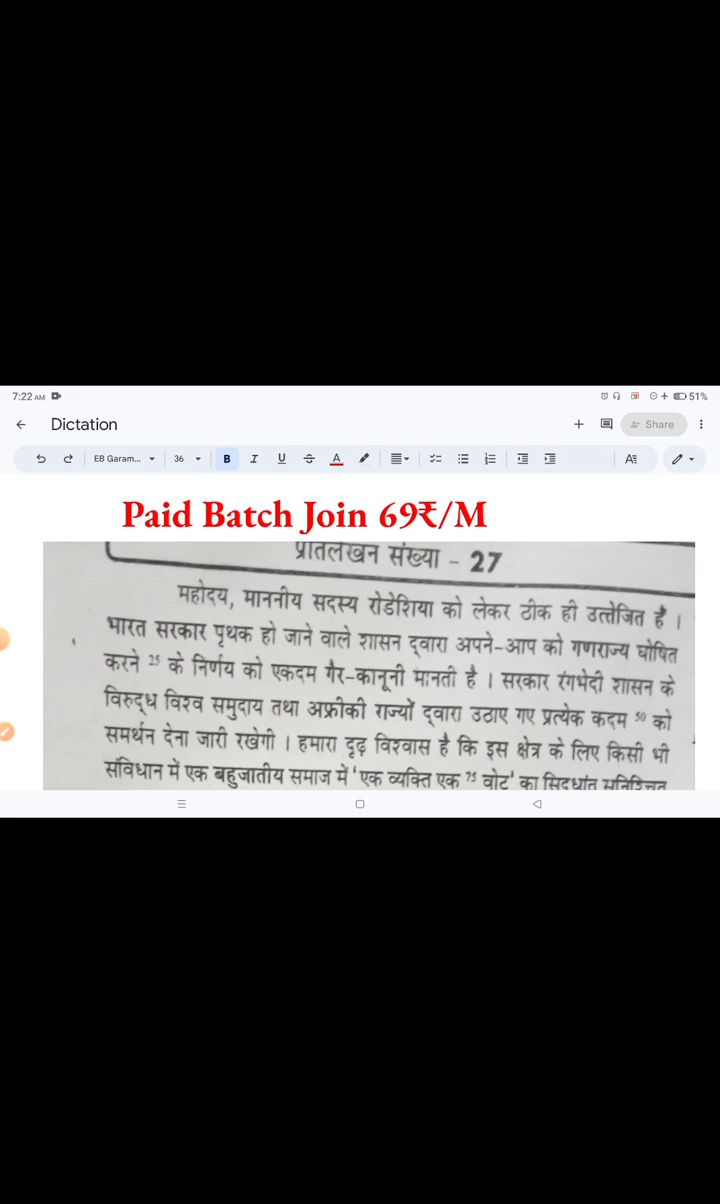 7:22 AM
51%
Dictation
Share
EB Garam...
36
B
I
U
S
A
A
Paid Batch Join 69₹/M
प्रतिलेखन संख्या - 27
महोदय, माननीय सदस्य रोडेशिया को लेकर ठीक ही उत्तेजित हैं ।
भारत सरकार पृथक हो जाने वाले शासन द्वारा अपने-आप को गणराज्य घोषित
करने 25 के निर्णय को एकदम गैर-कानूनी मानती है । सरकार रंगभेदी शासन के
विरुद्ध विश्व समुदाय तथा अफ्रीकी राज्यों द्वारा उठाए गए प्रत्येक कदम 50 को
समर्थन देना जारी रखेगी । हमारा दृढ़ विश्वास है कि इस क्षेत्र के लिए किसी भी
संविधान में एक बहुजातीय समाज में 'एक व्यक्ति एक 75 वोट' का सिद्धांत सुनिश्चित